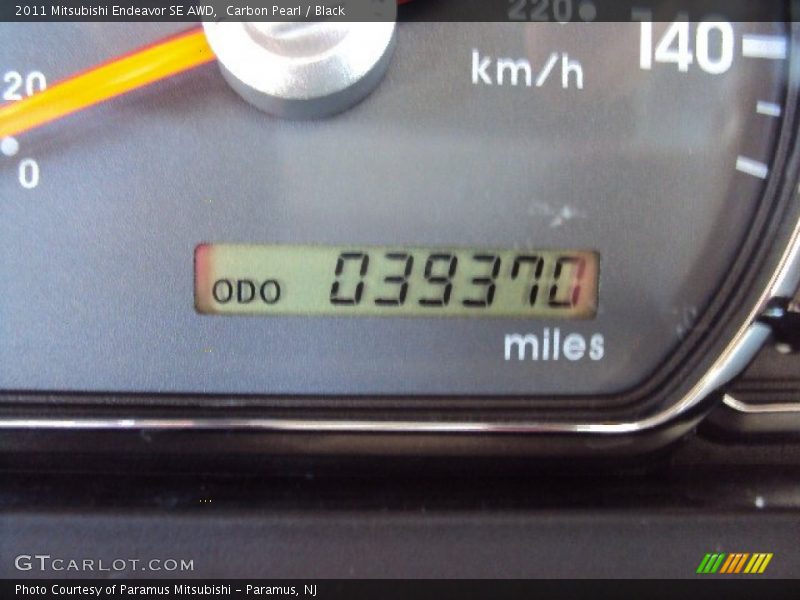 2011 Mitsubishi Endeavor SE AWD,  Carbon Pearl / Black
220
140
km/h
20
0
ODO 039370
miles
GTCARLOT.COM
Photo Courtesy of Paramus Mitsubishi - Paramus, NJ